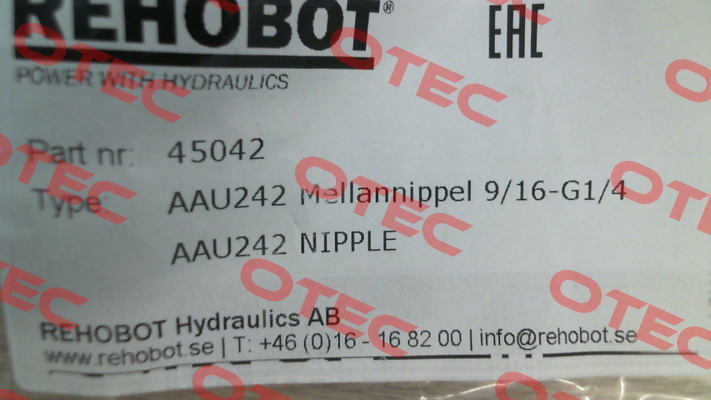 REHOBOT®
EAC
POWER WITH HYDRAULICS
Part nr: 45042
Type: AAU242 Mellannippel 9/16-G1/4
AAU242 NIPPLE
REHOBOT Hydraulics AB
www.rehobot.se | T: +46 (0)16 - 16 82 00 | info@rehobot.se
OTEC
OTEC
OTEC
OTEC
OTEC
OTEC
OTEC
OTEC
OTEC
OTEC
OTEC